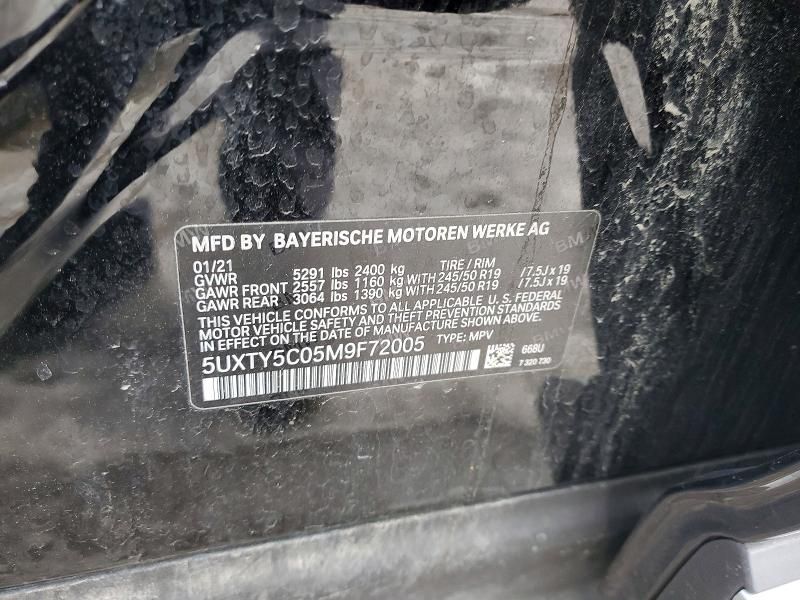 MFD BY BAYERISCHE MOTOREN WERKE AG
01/21 TIRE / RIM
GVWR 5291 lbs 2400 kg
GAWR FRONT 2557 lbs 1160 kg WITH 245/50 R19 /7.5J x 19
GAWR REAR 3064 lbs 1390 kg WITH 245/50 R19 /7.5J x 19
THIS VEHICLE CONFORMS TO ALL APPLICABLE U.S. FEDERAL
MOTOR VEHICLE SAFETY AND THEFT PREVENTION STANDARDS
IN EFFECT ON THE DATE OF MANUFACTURE SHOWN ABOVE.
5UXTY5C05M9F72005 TYPE: MPV
668U
7 320 730